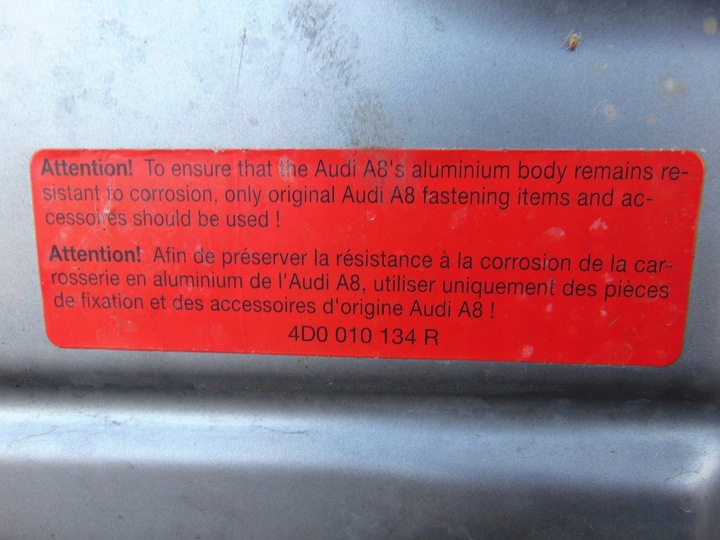 Attention! To ensure that the Audi A8's aluminium body remains re-
sistant to corrosion, only original Audi A8 fastening items and ac-
cessoires should be used !
Attention! Afin de préserver la résistance à la corrosion de la car-
rosserie en aluminium de l'Audi A8, utiliser uniquement des pièces
de fixation et des accessoires d'origine Audi A8 !
4D0 010 134 R